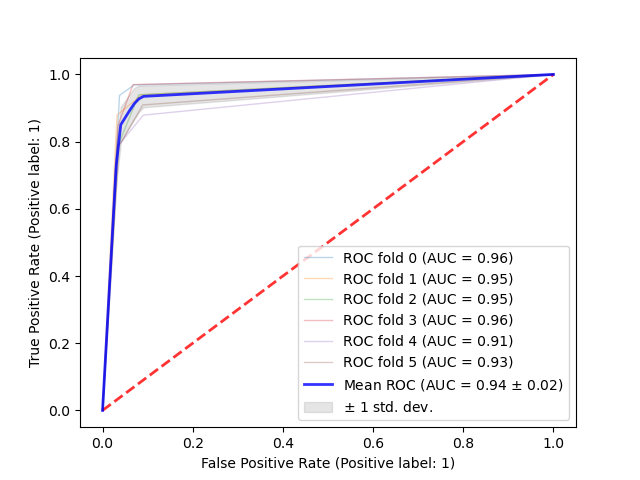 1.0
0.8
0.6
0.4
0.2
0.0
True Positive Rate (Positive label: 1)
ROC fold 0 (AUC = 0.96)
ROC fold 1 (AUC = 0.95)
ROC fold 2 (AUC = 0.95)
ROC fold 3 (AUC = 0.96)
ROC fold 4 (AUC = 0.91)
ROC fold 5 (AUC = 0.93)
Mean ROC (AUC = 0.94 ± 0.02)
± 1 std. dev.
0.0 0.2 0.4 0.6 0.8 1.0
False Positive Rate (Positive label: 1)